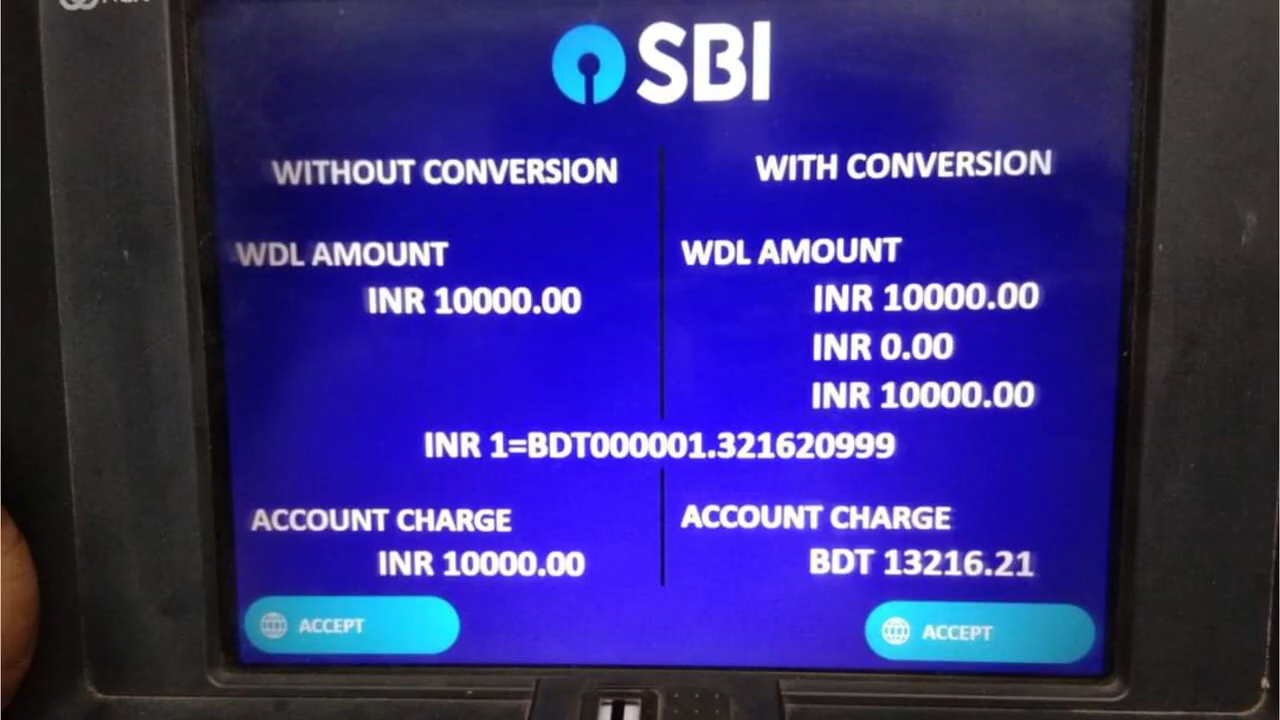 SBI
WITHOUT CONVERSION
WDL AMOUNT
INR 10000.00
WITH CONVERSION
WDL AMOUNT
INR 10000.00
INR 0.00
INR 10000.00
INR 1=BDT000001.321620999
ACCOUNT CHARGE
INR 10000.00
ACCEPT
ACCOUNT CHARGE
BDT 13216.21
ACCEPT